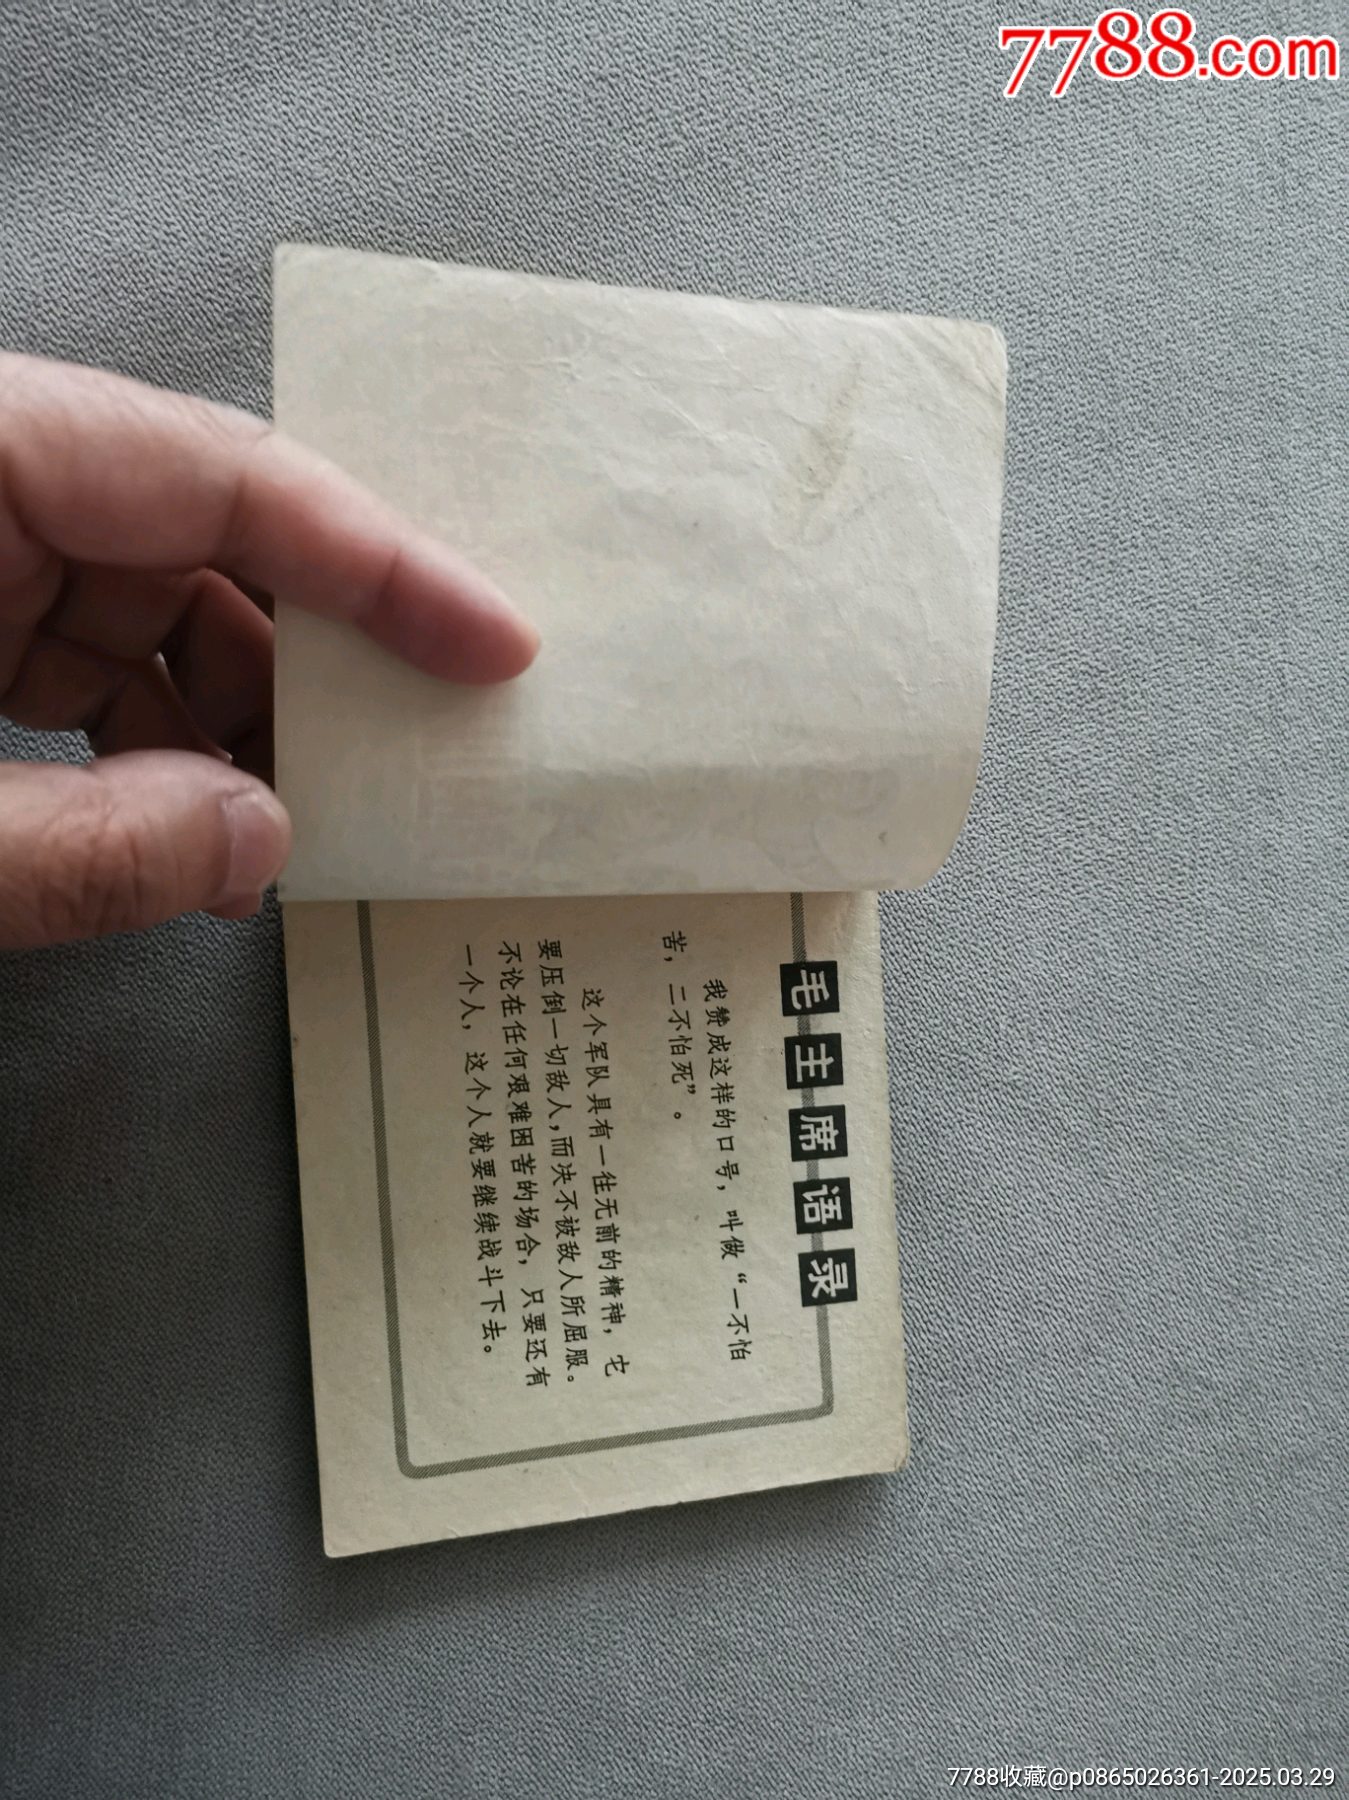 7788.com
毛主席语录
我赞成这样的口号，叫做“一不怕
苦，二不怕死”。
这个军队具有一往无前的精神，它
要压倒一切敌人，而决不被敌人所屈服。
不论在任何艰难困苦的场合，只要还有
一个人，这个人就要继续战斗下去。
7788收藏@p0865026361-2025.03.29